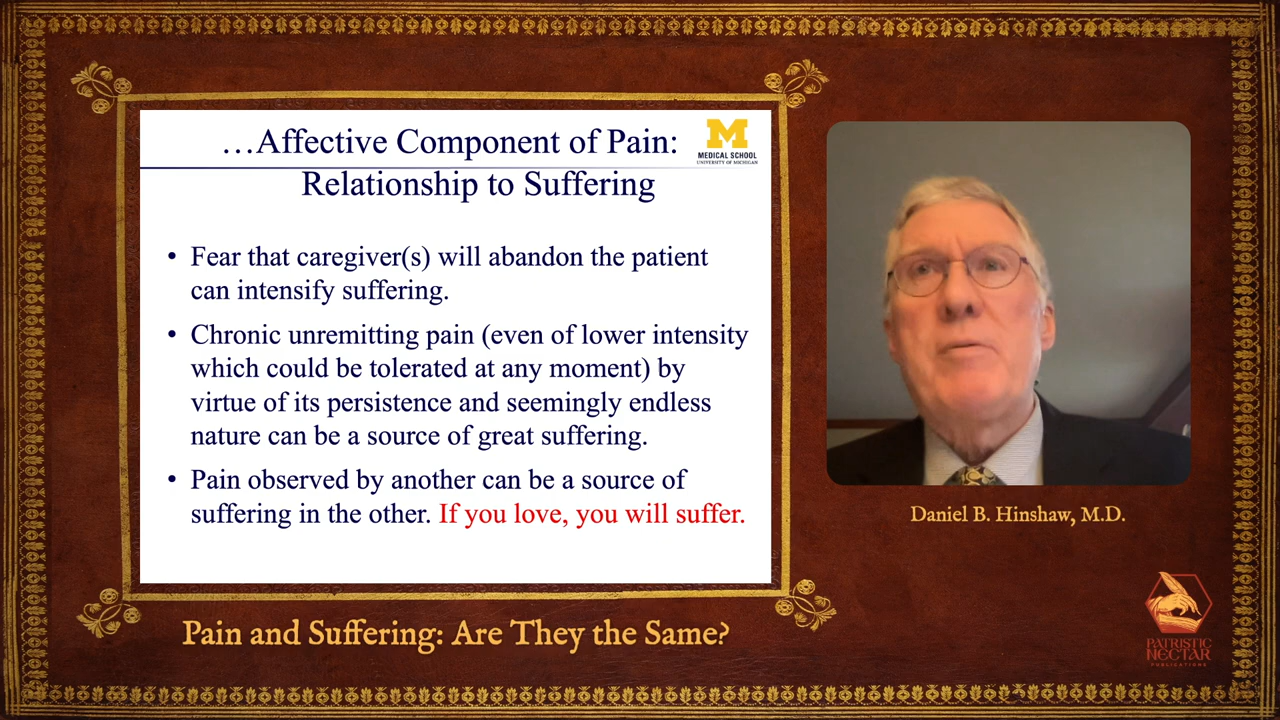 …Affective Component of Pain:
Relationship to Suffering
M
MEDICAL SCHOOL
UNIVERSITY OF MICHIGAN
• Fear that caregiver(s) will abandon the patient
can intensify suffering.
• Chronic unremitting pain (even of lower intensity
which could be tolerated at any moment) by
virtue of its persistence and seemingly endless
nature can be a source of great suffering.
• Pain observed by another can be a source of
suffering in the other. If you love, you will suffer.
Daniel B. Hinshaw, M.D.
Pain and Suffering: Are They the Same?
PATRISTIC
NECTAR
PUBLICATIONS